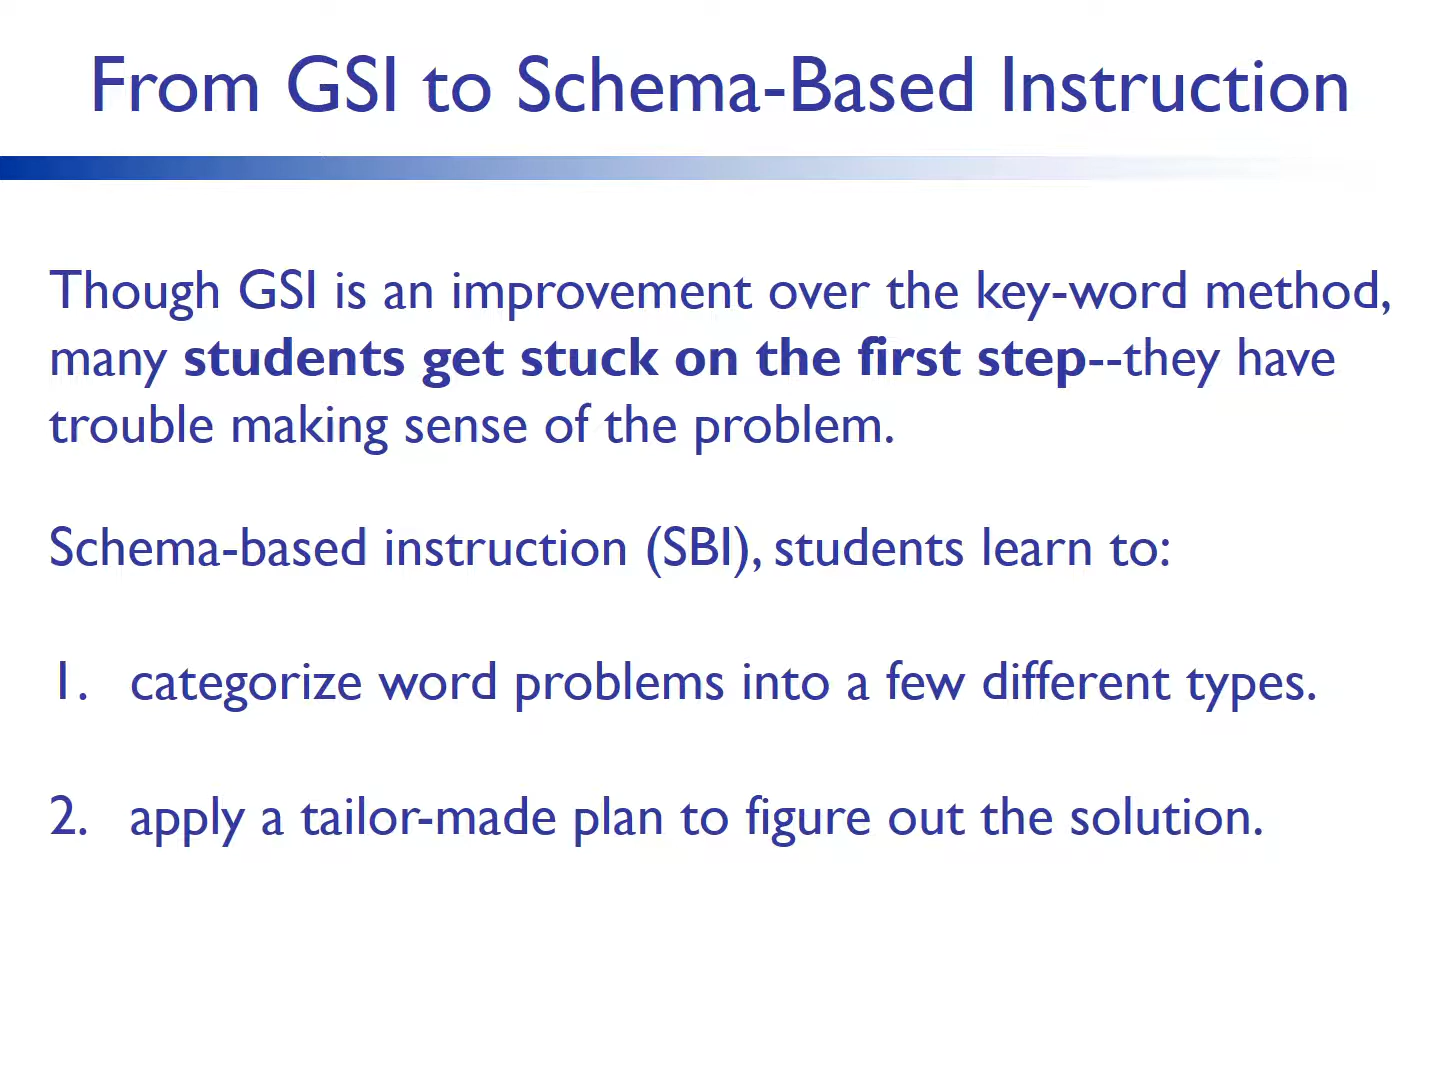 From GSI to Schema-Based Instruction
Though GSI is an improvement over the key-word method,
many students get stuck on the first step--they have
trouble making sense of the problem.
Schema-based instruction (SBI), students learn to:
1. categorize word problems into a few different types.
2. apply a tailor-made plan to figure out the solution.